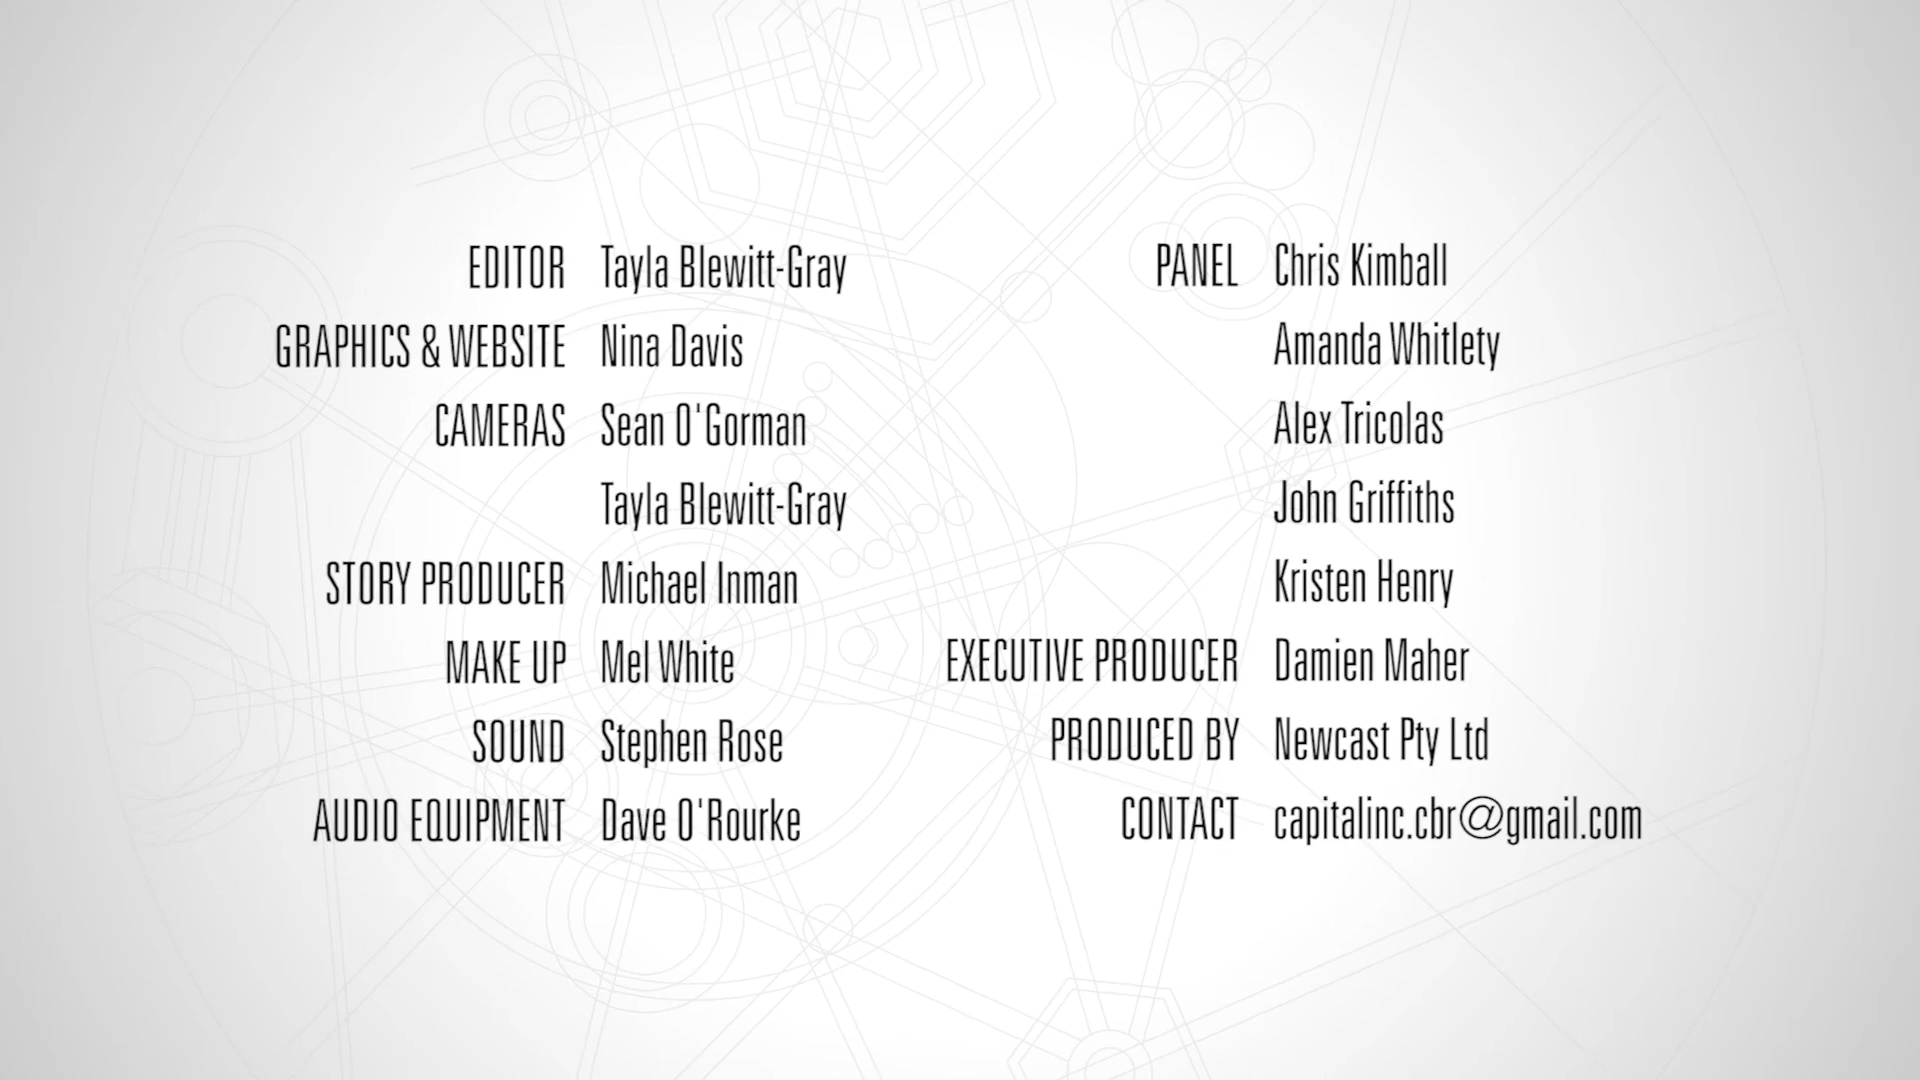 EDITOR Tayla Blewitt-Gray
GRAPHICS & WEBSITE Nina Davis
CAMERAS Sean O'Gorman
Tayla Blewitt-Gray
STORY PRODUCER Michael Inman
MAKE UP Mel White
SOUND Stephen Rose
AUDIO EQUIPMENT Dave O'Rourke
PANEL Chris Kimball
Amanda Whitlety
Alex Tricolas
John Griffiths
Kristen Henry
EXECUTIVE PRODUCER Damien Maher
PRODUCED BY Newcast Pty Ltd
CONTACT capitalinc.cbr@gmail.com